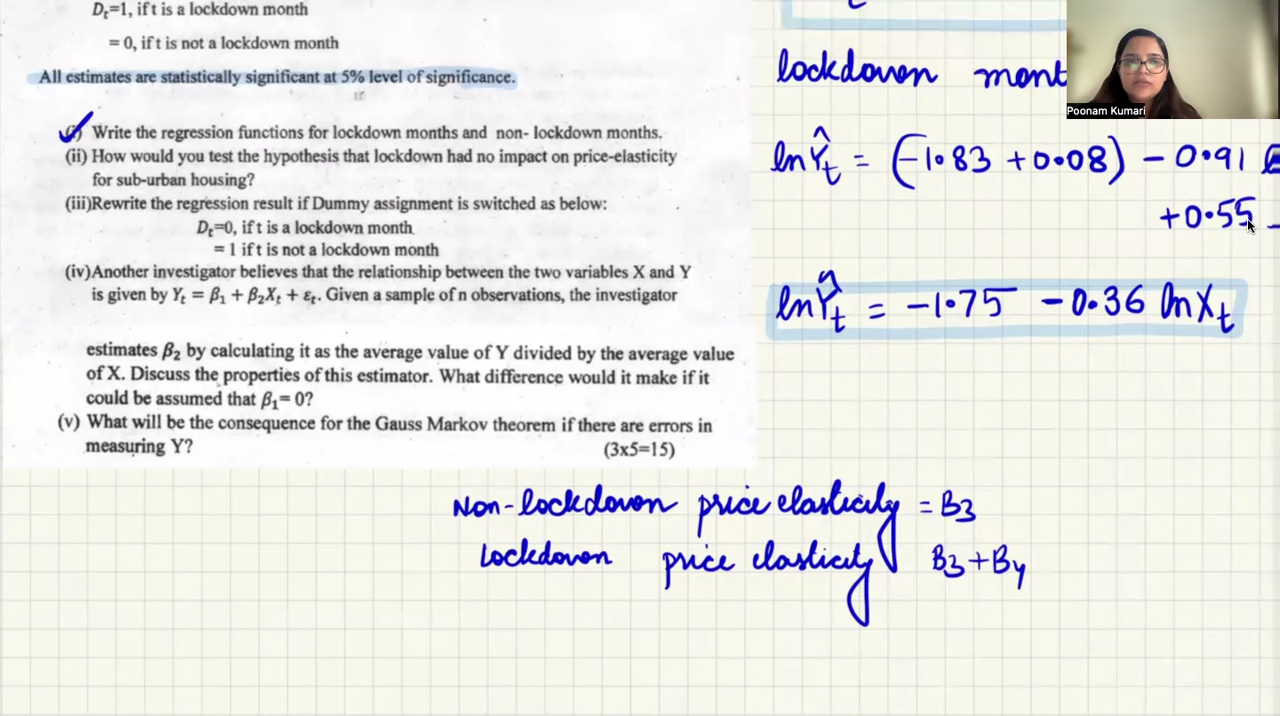 Dt=1, if t is a lockdown month
= 0, if t is not a lockdown month
All estimates are statistically significant at 5% level of significance.
(i) Write the regression functions for lockdown months and non- lockdown months.
(ii) How would you test the hypothesis that lockdown had no impact on price-elasticity
for sub-urban housing?
(iii)Rewrite the regression result if Dummy assignment is switched as below:
Dt=0, if t is a lockdown month
= 1 if t is not a lockdown month
(iv)Another investigator believes that the relationship between the two variables X and Y
is given by Yt = β1 + β2Xt + εt. Given a sample of n observations, the investigator
estimates β2 by calculating it as the average value of Y divided by the average value
of X. Discuss the properties of this estimator. What difference would it make if it
could be assumed that β1= 0?
(v) What will be the consequence for the Gauss Markov theorem if there are errors in
measuring Y? (3x5=15)
t
lockdown mont
Poonam Kumari
ln Ŷt = (-1.83 + 0.08) - 0.91
+0.55
ln Ŷt = -1.75 - 0.36 ln Xt
Non-lockdown price elasticity = B3
Lockdown price elasticity B3+B4